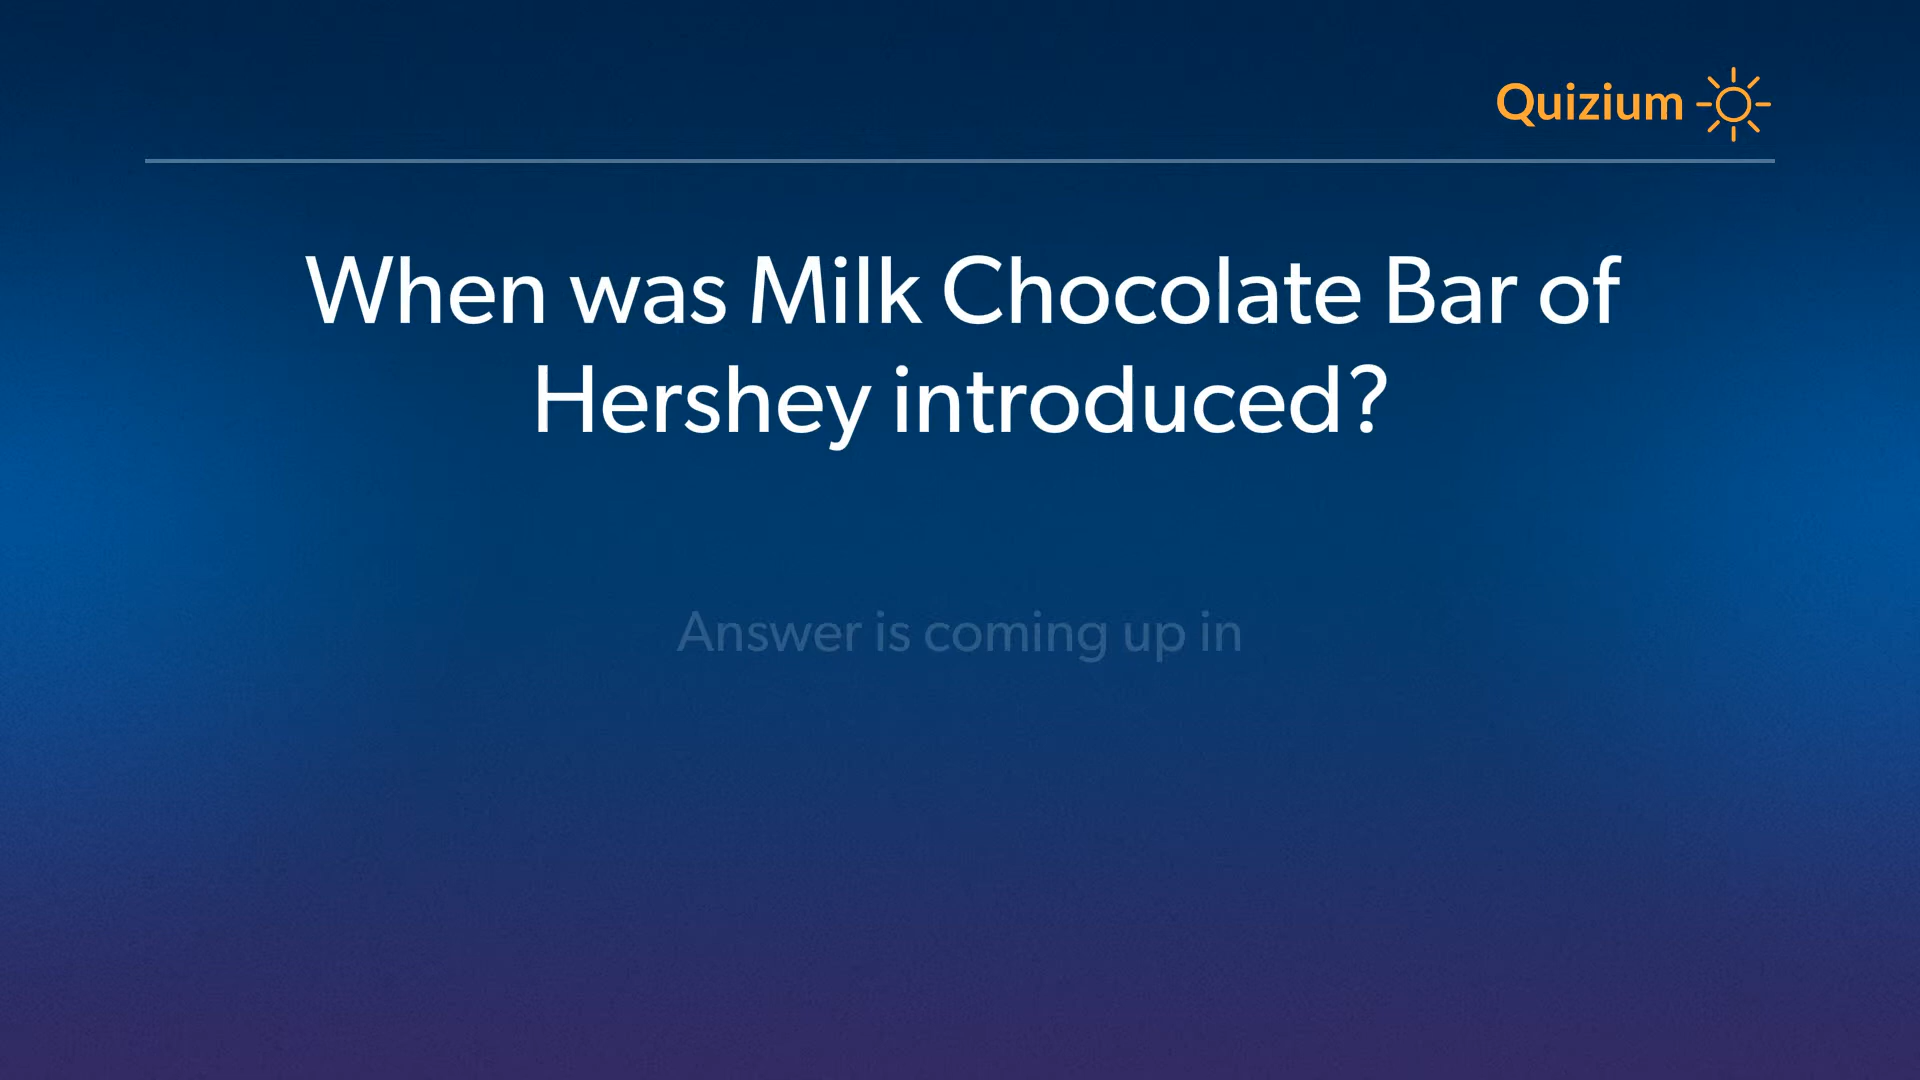 Quizium
When was Milk Chocolate Bar of
Hershey introduced?
Answer is coming up in